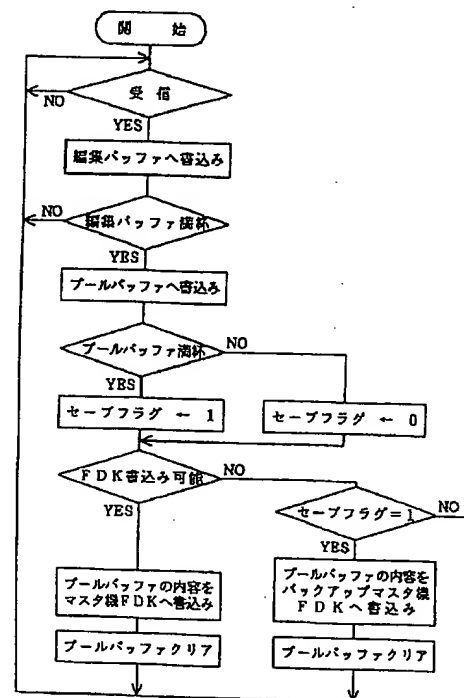 開　始
受　信
NO
YES
編集バッファへ書込み
NO
編集バッファ満杯
YES
プールバッファへ書込み
プールバッファ満杯
NO
YES
セーブフラグ ← 1
セーブフラグ ← 0
FDK書込み可能
NO
YES
セーブフラグ=1
NO
YES
プールバッファの内容を
マスタ機FDKへ書込み
プールバッファの内容を
バックアップマスタ機
FDKへ書込み
プールバッファクリア
プールバッファクリア